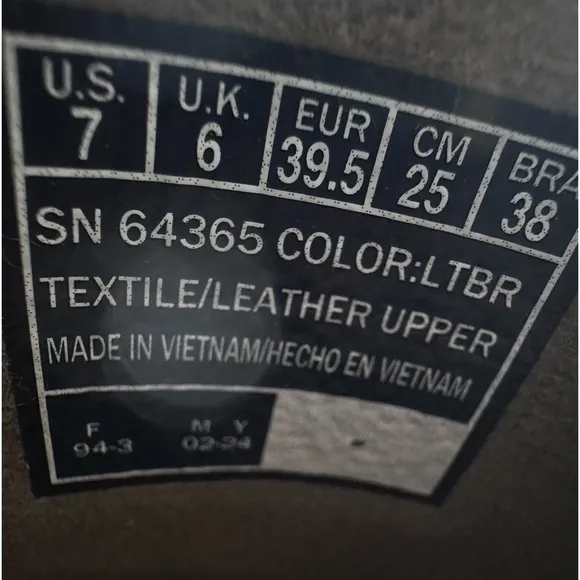 U.S. U.K. EUR CM BRA
7 6 39.5 25 38
SN 64365 COLOR:LTBR
TEXTILE/LEATHER UPPER
MADE IN VIETNAM/HECHO EN VIETNAM
F M Y
94-3 02-24